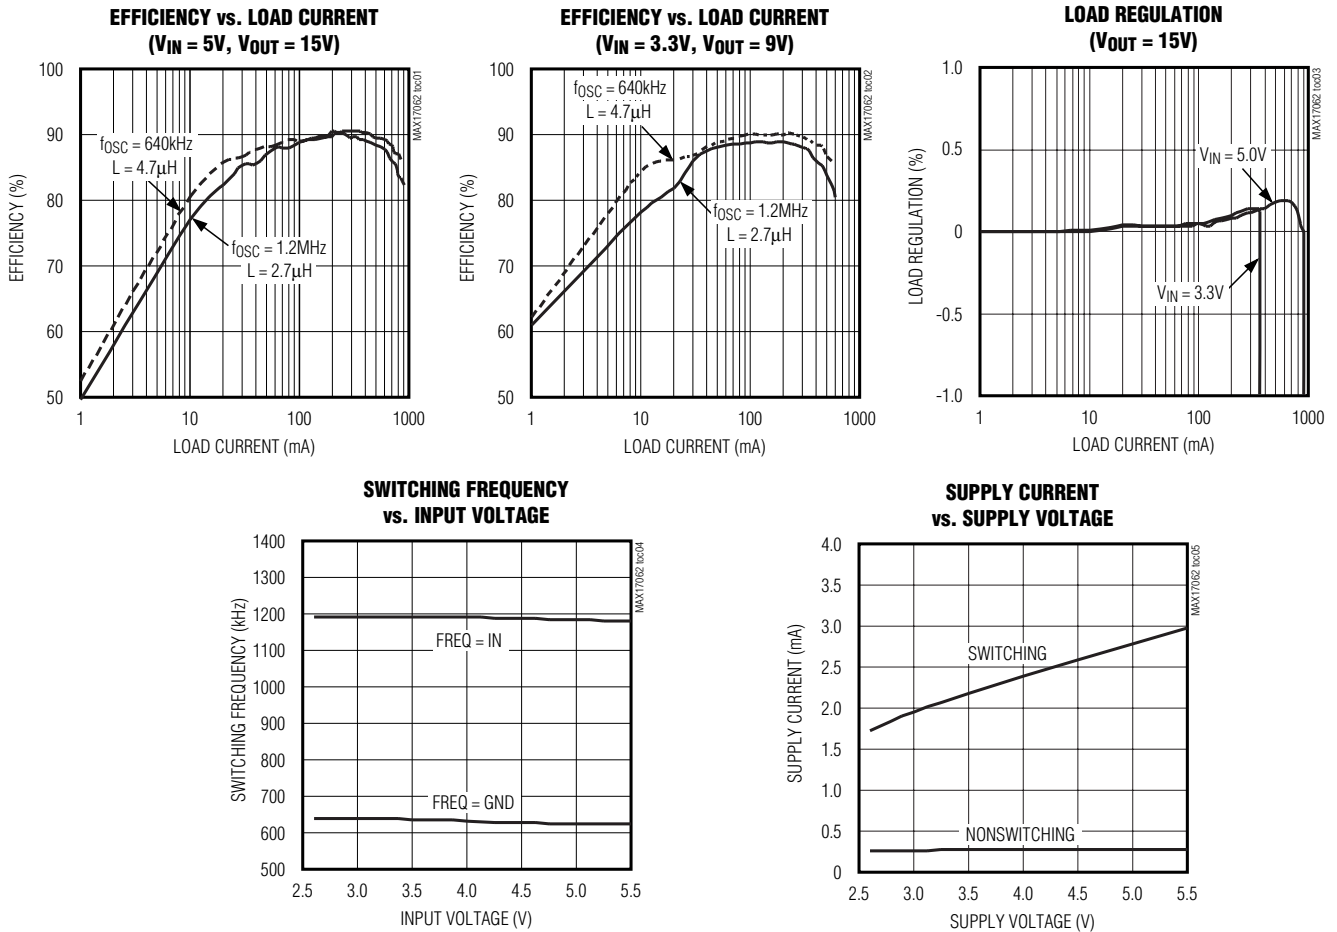 EFFICIENCY vs. LOAD CURRENT
(VIN = 5V, VOUT = 15V)
100
90
80
70
60
50
EFFICIENCY (%)
fOSC = 640kHz
L = 4.7μH
fOSC = 1.2MHz
L = 2.7μH
MAX17062 toc01
1 10 100 1000
LOAD CURRENT (mA)
EFFICIENCY vs. LOAD CURRENT
(VIN = 3.3V, VOUT = 9V)
100
90
80
70
60
50
EFFICIENCY (%)
fOSC = 640kHz
L = 4.7μH
fOSC = 1.2MHz
L = 2.7μH
MAX17062 toc02
1 10 100 1000
LOAD CURRENT (mA)
LOAD REGULATION
(VOUT = 15V)
1.0
0.5
0
-0.5
-1.0
LOAD REGULATION (%)
VIN = 5.0V
VIN = 3.3V
MAX17062 toc03
1 10 100 1000
LOAD CURRENT (mA)
SWITCHING FREQUENCY
vs. INPUT VOLTAGE
1400
1300
1200
1100
1000
900
800
700
600
500
SWITCHING FREQUENCY (kHz)
FREQ = IN
FREQ = GND
MAX17062 toc04
2.5 3.0 3.5 4.0 4.5 5.0 5.5
INPUT VOLTAGE (V)
SUPPLY CURRENT
vs. SUPPLY VOLTAGE
4.0
3.5
3.0
2.5
2.0
1.5
1.0
0.5
0
SUPPLY CURRENT (mA)
SWITCHING
NONSWITCHING
MAX17062 toc05
2.5 3.0 3.5 4.0 4.5 5.0 5.5
SUPPLY VOLTAGE (V)